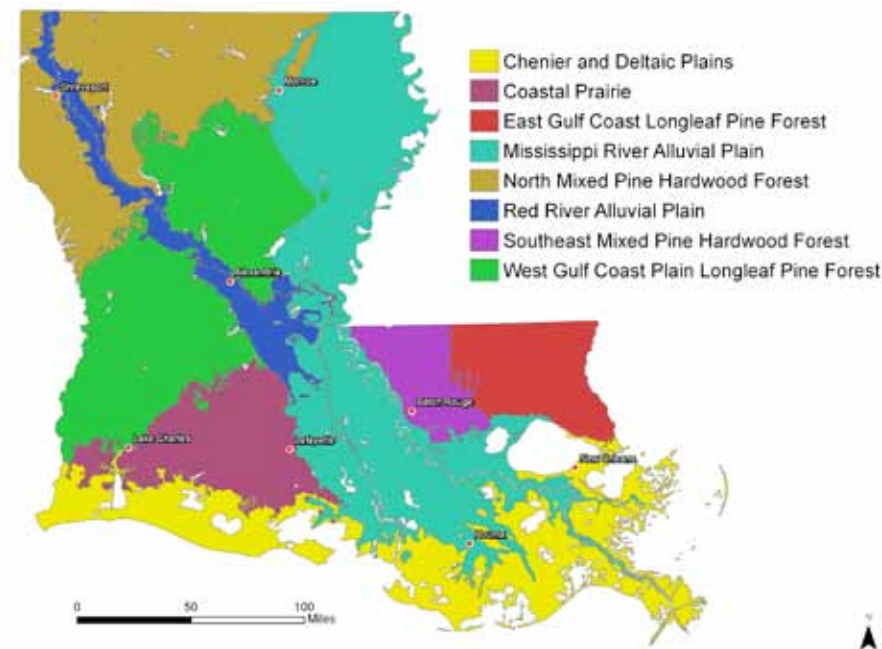 Chenier and Deltaic Plains
Coastal Prairie
East Gulf Coast Longleaf Pine Forest
Mississippi River Alluvial Plain
North Mixed Pine Hardwood Forest
Red River Alluvial Plain
Southeast Mixed Pine Hardwood Forest
West Gulf Coast Plain Longleaf Pine Forest
Shreveport
Monroe
Alexandria
Baton Rouge
Lake Charles
Lafayette
New Orleans
Houma
0 50 100
Miles
N